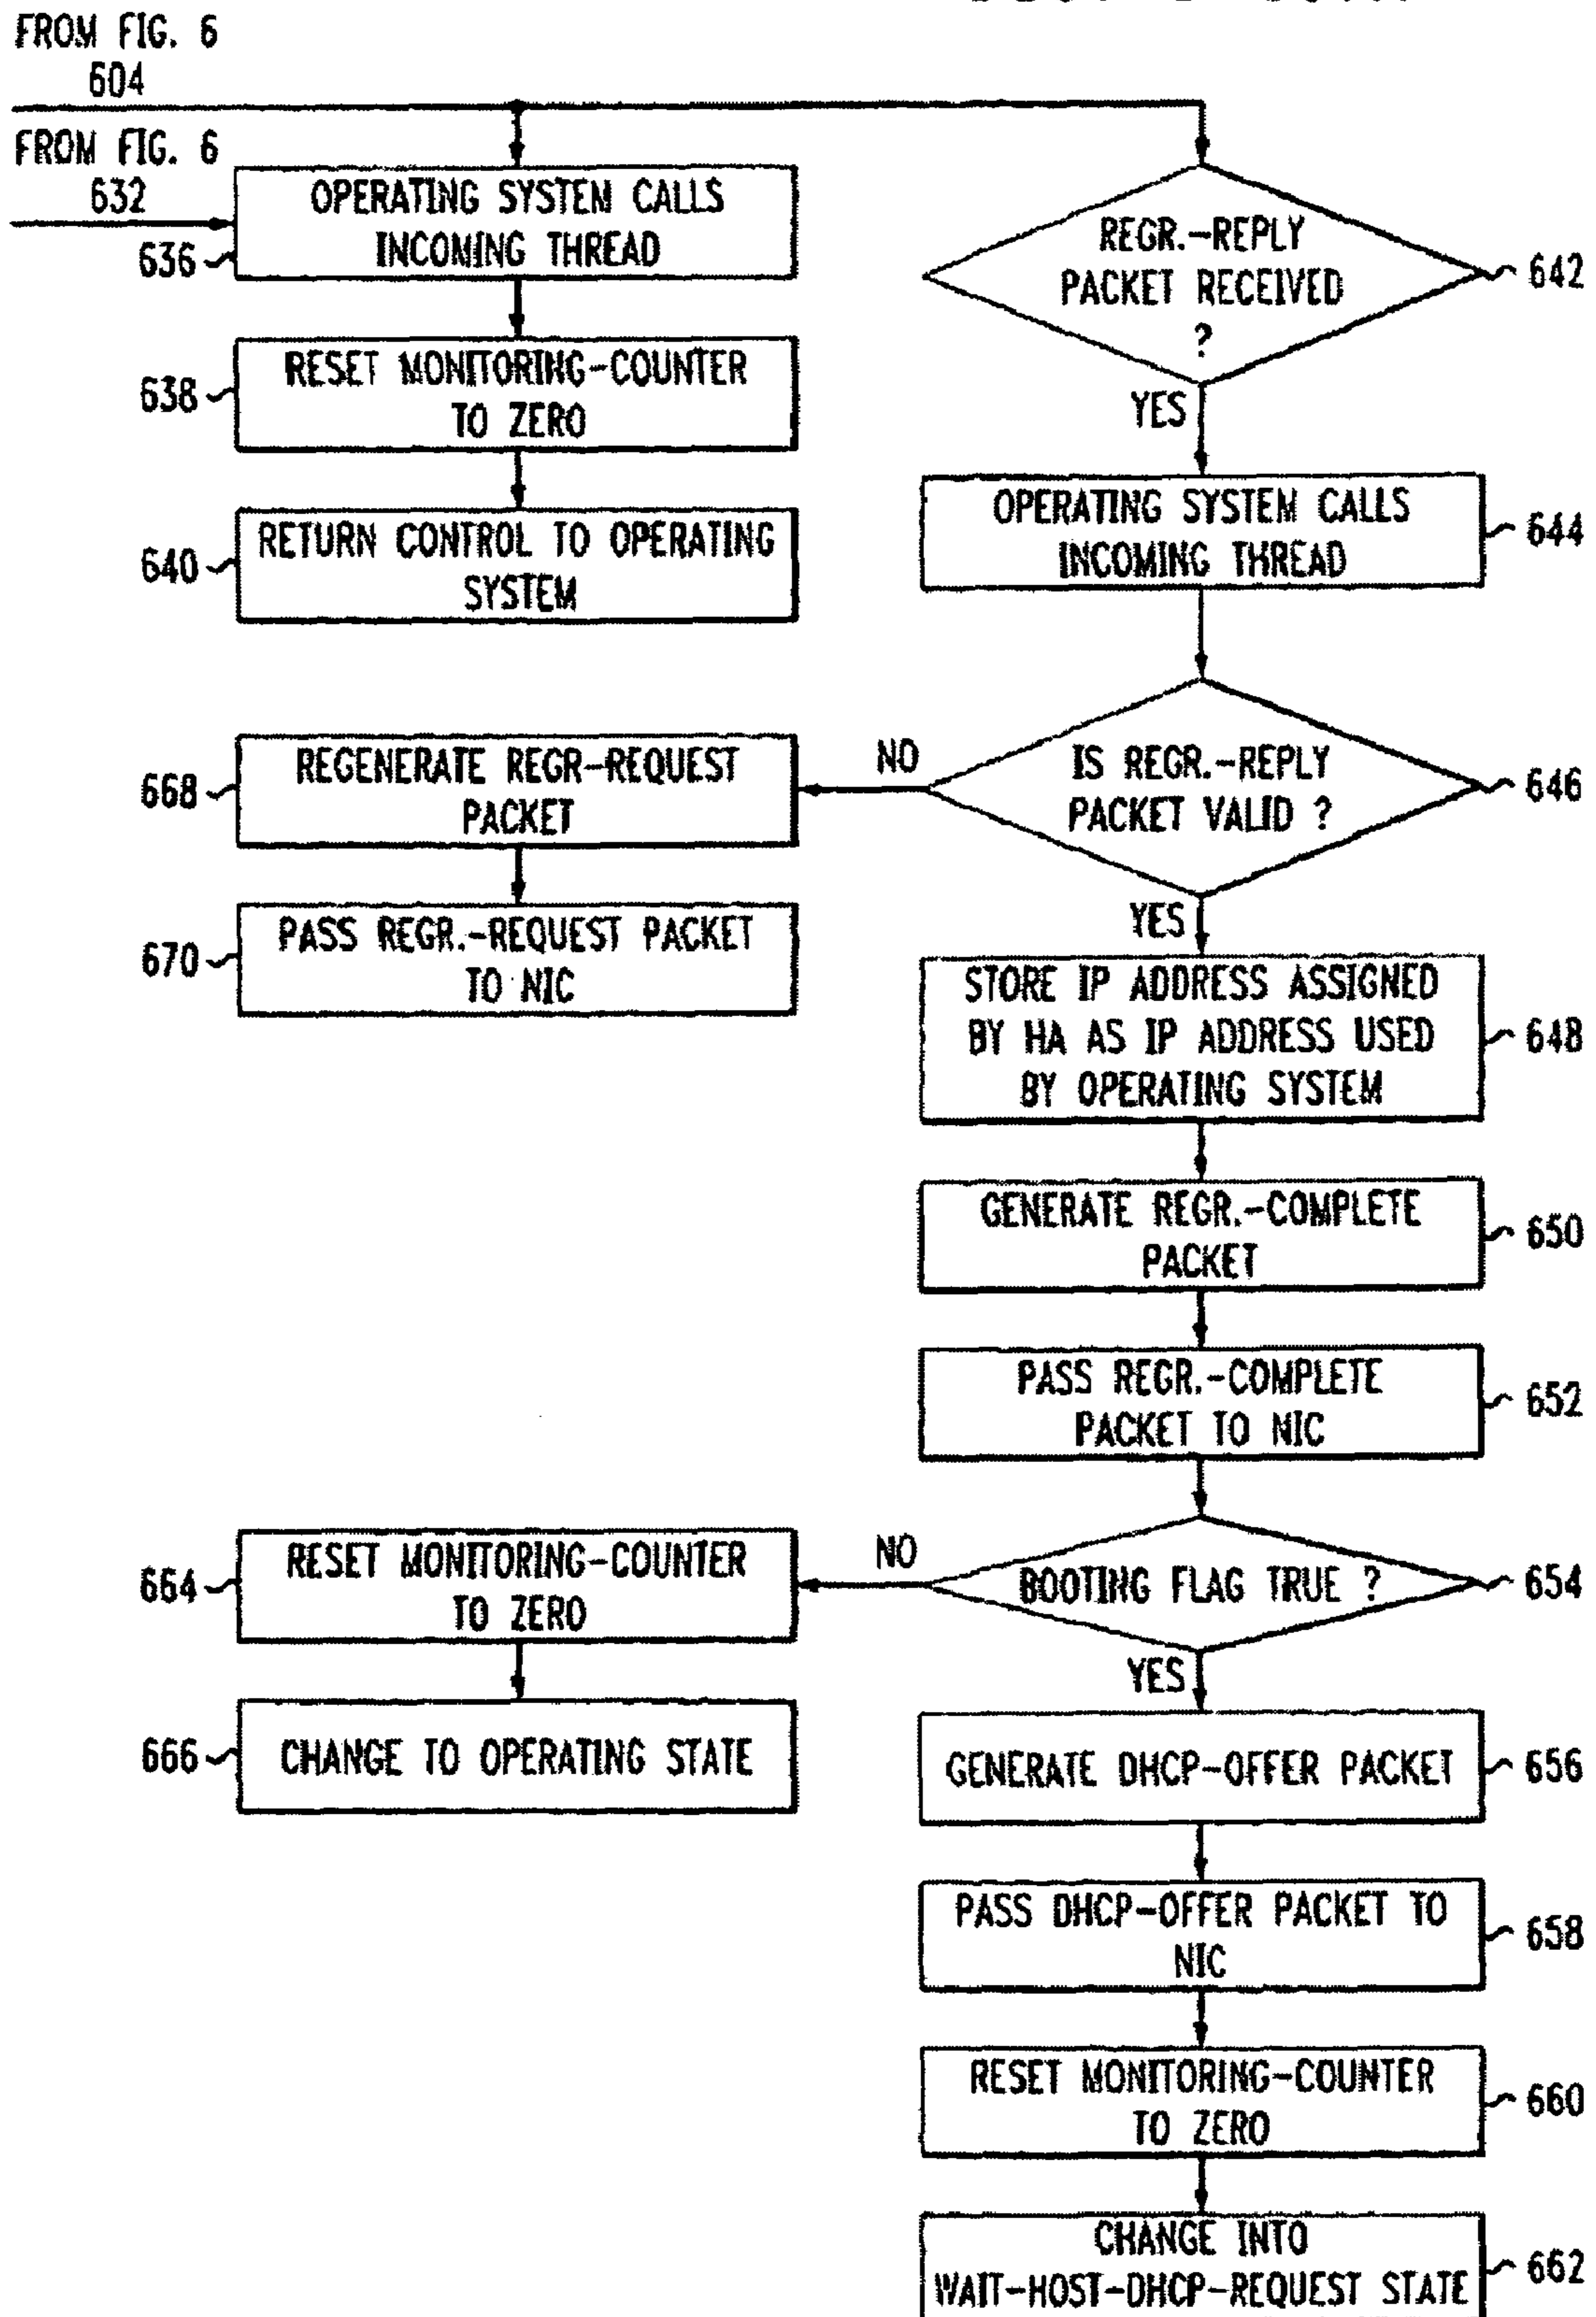 FROM FIG. 6
604
FROM FIG. 6
632
636
OPERATING SYSTEM CALLS
INCOMING THREAD
638
RESET MONITORING-COUNTER
TO ZERO
640
RETURN CONTROL TO OPERATING
SYSTEM
REGR.-REPLY
PACKET RECEIVED
?
642
YES
OPERATING SYSTEM CALLS
INCOMING THREAD
644
IS REGR.-REPLY
PACKET VALID ?
646
NO
668
REGENERATE REGR-REQUEST
PACKET
670
PASS REGR.-REQUEST PACKET
TO NIC
YES
STORE IP ADDRESS ASSIGNED
BY HA AS IP ADDRESS USED
BY OPERATING SYSTEM
648
GENERATE REGR.-COMPLETE
PACKET
650
PASS REGR.-COMPLETE
PACKET TO NIC
652
BOOTING FLAG TRUE ?
654
NO
664
RESET MONITORING-COUNTER
TO ZERO
666
CHANGE TO OPERATING STATE
YES
GENERATE DHCP-OFFER PACKET
656
PASS DHCP-OFFER PACKET TO
NIC
658
RESET MONITORING-COUNTER
TO ZERO
660
CHANGE INTO
WAIT-HOST-DHCP-REQUEST STATE
662